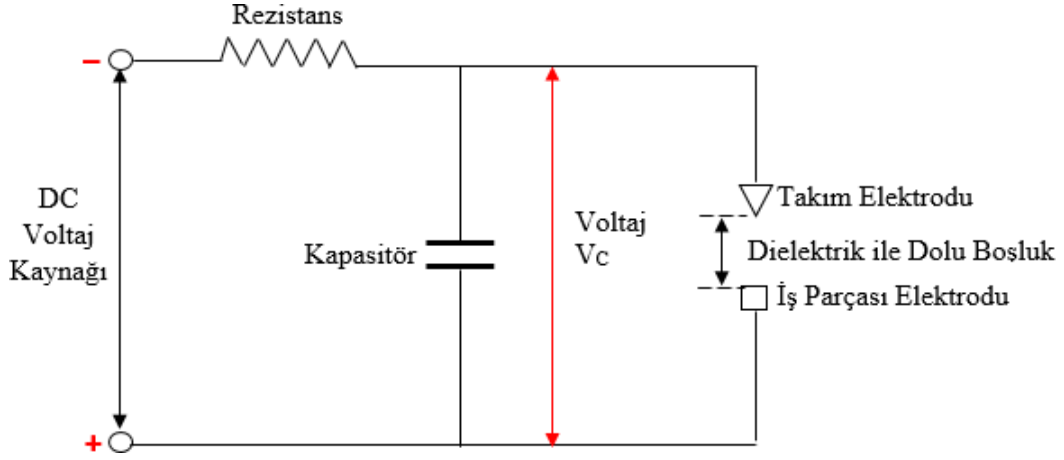 Rezistans
–
DC
Voltaj
Kaynağı
Kapasitör
Voltaj
Vc
Takım Elektrodu
Dielektrik ile Dolu Boşluk
İş Parçası Elektrodu
+